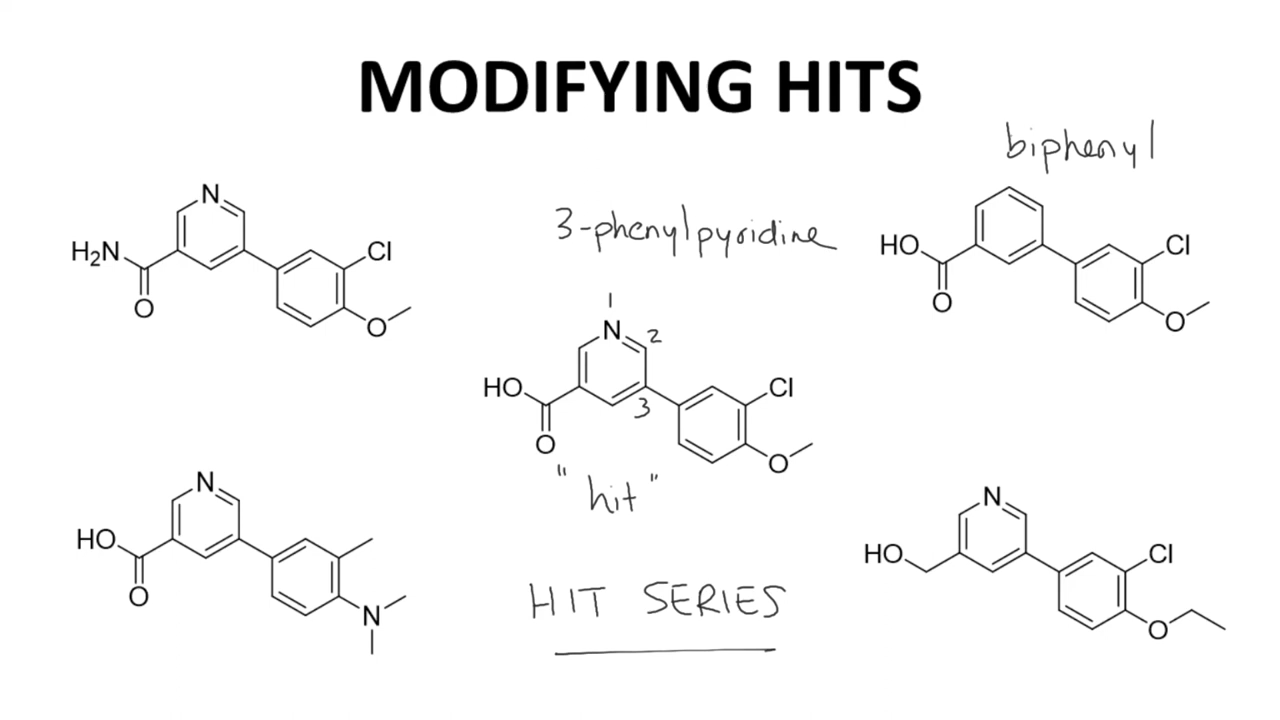 MODIFYING HITS
biphenyl
3-phenylpyridine
N
H₂N
O
Cl
O
HO
O
Cl
O
1
N
2
3
HO
O
Cl
O
"hit"
N
HO
O
N
HIT SERIES
N
HO
Cl
O